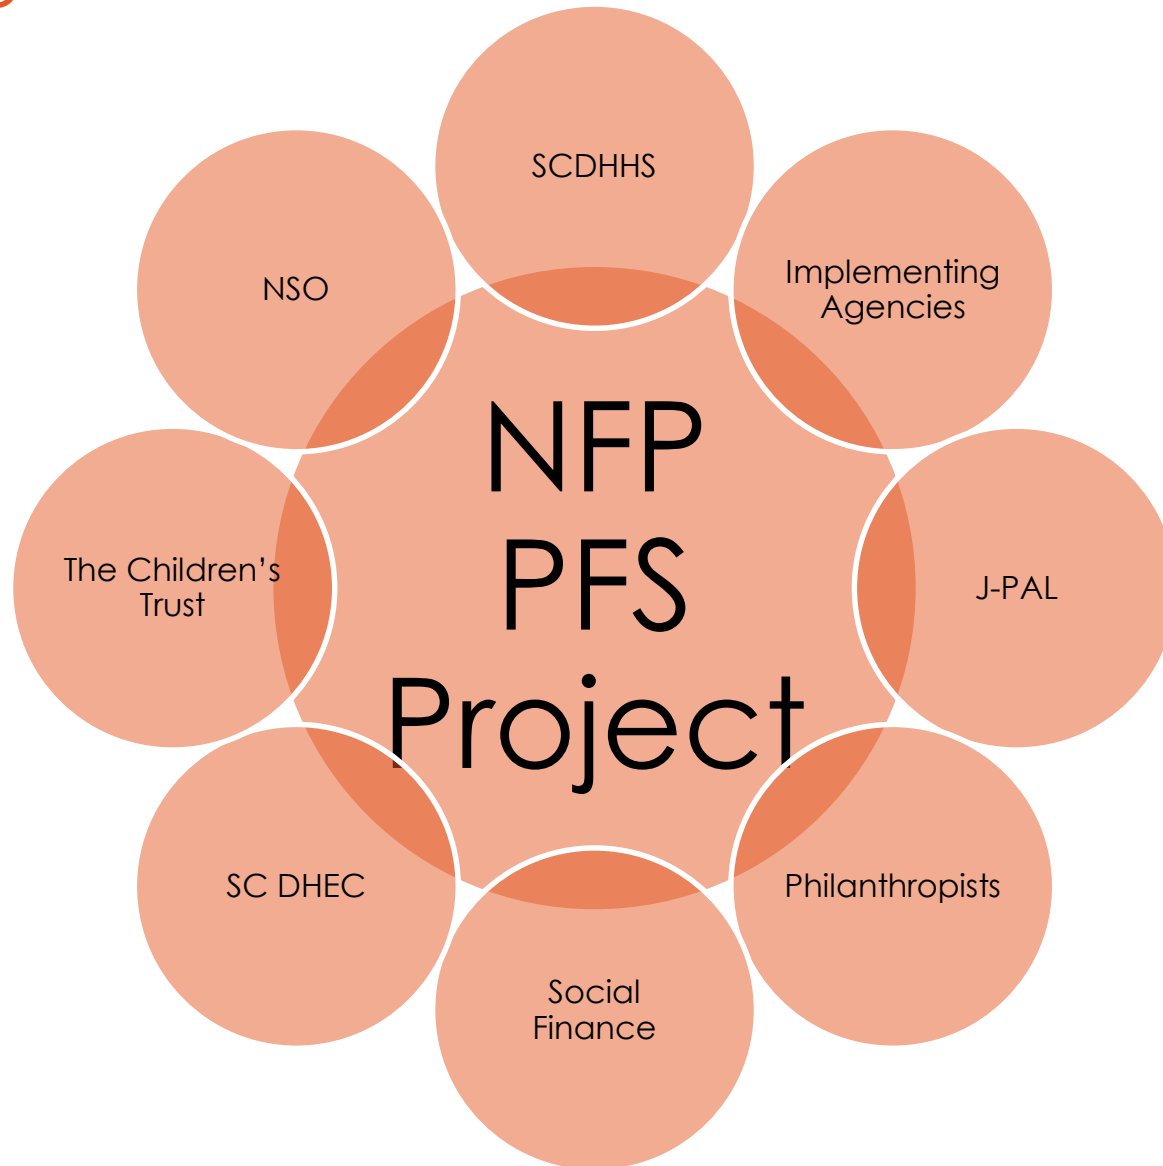 SCDHHS
Implementing
Agencies
J-PAL
Philanthropists
Social
Finance
SC DHEC
The Children’s
Trust
NSO
NFP
PFS
Project